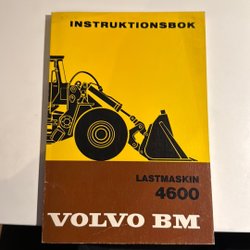 INSTRUKTIONSBOK
LASTMASKIN
4600
VOLVO BM